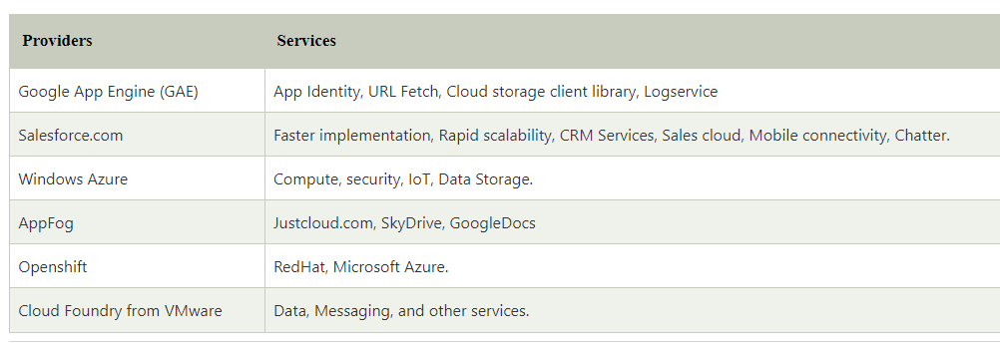 Providers Services
Google App Engine (GAE) App Identity, URL Fetch, Cloud storage client library, Logservice
Salesforce.com Faster implementation, Rapid scalability, CRM Services, Sales cloud, Mobile connectivity, Chatter.
Windows Azure Compute, security, IoT, Data Storage.
AppFog Justcloud.com, SkyDrive, GoogleDocs
Openshift RedHat, Microsoft Azure.
Cloud Foundry from VMware Data, Messaging, and other services.